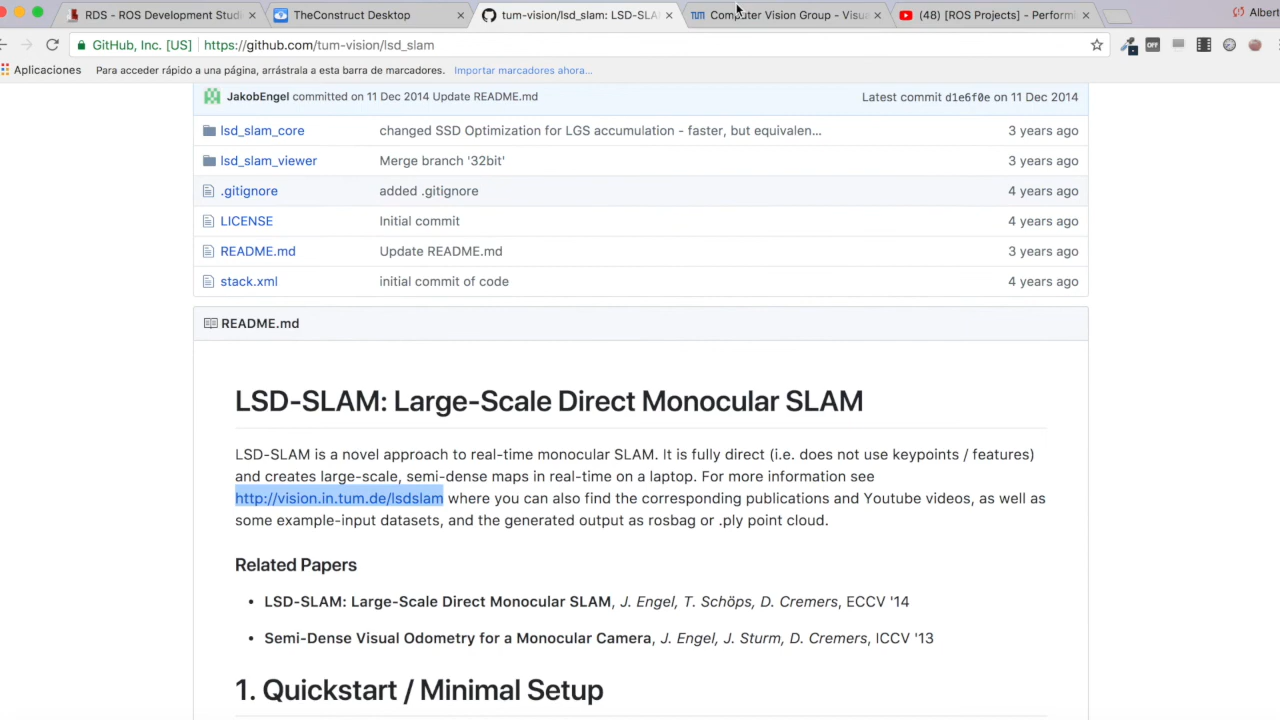 RDS - ROS Development Studi
TheConstruct Desktop
tum-vision/lsd_slam: LSD-SLA
Computer Vision Group - Visua
(48) [ROS Projects] - Performi
Albert
GitHub, Inc. [US] https://github.com/tum-vision/lsd_slam
OFF
Aplicaciones Para acceder rápido a una página, arrástrala a esta barra de marcadores. Importar marcadores ahora...
JakobEngel committed on 11 Dec 2014 Update README.md Latest commit d1e6f0e on 11 Dec 2014
lsd_slam_core changed SSD Optimization for LGS accumulation - faster, but equivalen... 3 years ago
lsd_slam_viewer Merge branch '32bit' 3 years ago
.gitignore added .gitignore 4 years ago
LICENSE Initial commit 4 years ago
README.md Update README.md 3 years ago
stack.xml initial commit of code 4 years ago
README.md
LSD-SLAM: Large-Scale Direct Monocular SLAM
LSD-SLAM is a novel approach to real-time monocular SLAM. It is fully direct (i.e. does not use keypoints / features)
and creates large-scale, semi-dense maps in real-time on a laptop. For more information see
http://vision.in.tum.de/lsdslam where you can also find the corresponding publications and Youtube videos, as well as
some example-input datasets, and the generated output as rosbag or .ply point cloud.
Related Papers
• LSD-SLAM: Large-Scale Direct Monocular SLAM, J. Engel, T. Schöps, D. Cremers, ECCV '14
• Semi-Dense Visual Odometry for a Monocular Camera, J. Engel, J. Sturm, D. Cremers, ICCV '13
1. Quickstart / Minimal Setup